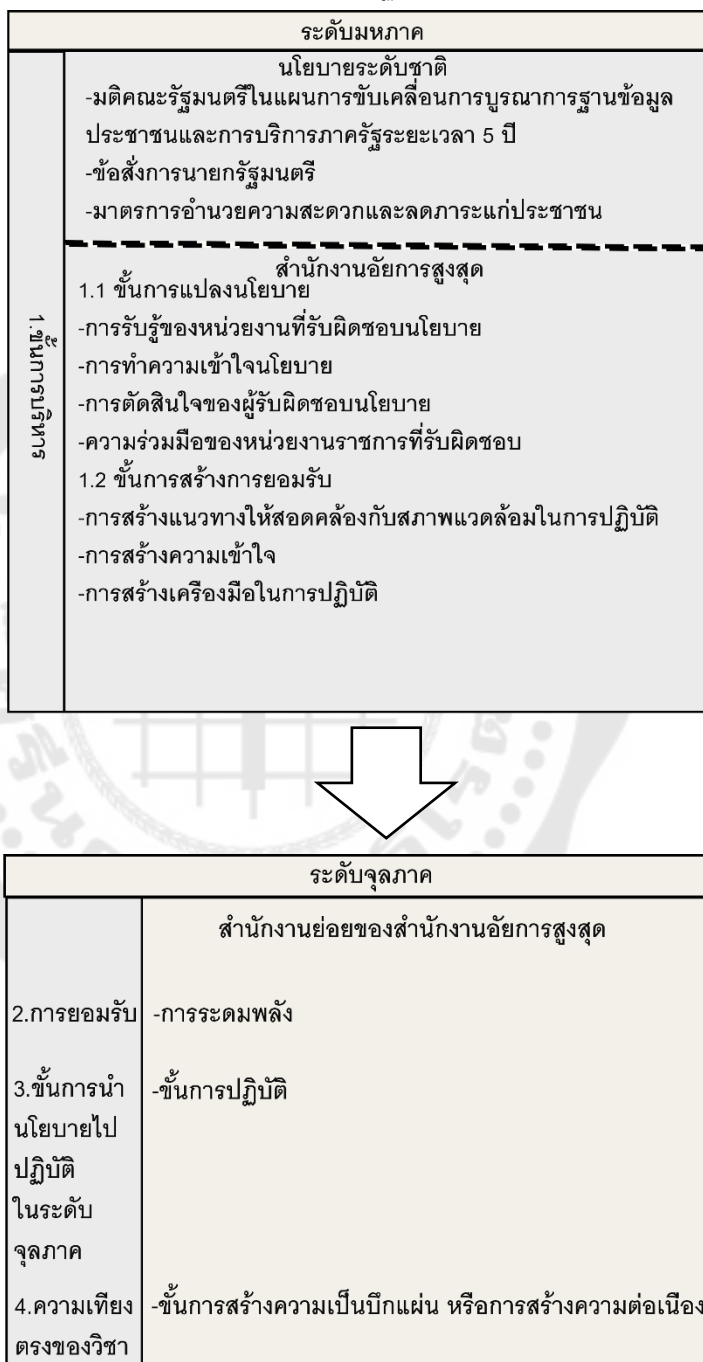 ระดับมหภาค
นโยบายระดับชาติ
-มติคณะรัฐมนตรีในแผนการขับเคลื่อนการบูรณาการฐานข้อมูล
ประชาชนและการบริการภาครัฐระยะเวลา 5 ปี
-ข้อสั่งการนายกรัฐมนตรี
-มาตรการอำนวยความสะดวกและลดภาระแก่ประชาชน
1.ขั้นการบริหาร
สำนักงานอัยการสูงสุด
1.1 ขั้นการแปลงนโยบาย
-การรับรู้ของหน่วยงานที่รับผิดชอบนโยบาย
-การทำความเข้าใจนโยบาย
-การตัดสินใจของผู้รับผิดชอบนโยบาย
-ความร่วมมือของหน่วยงานราชการที่รับผิดชอบ
1.2 ขั้นการสร้างการยอมรับ
-การสร้างแนวทางให้สอดคล้องกับสภาพแวดล้อมในการปฏิบัติ
-การสร้างความเข้าใจ
-การสร้างเครื่องมือในการปฏิบัติ
ระดับจุลภาค
สำนักงานย่อยของสำนักงานอัยการสูงสุด
2.การยอมรับ -การระดมพลัง
3.ขั้นการนำ -ขั้นการปฏิบัติ
นโยบายไป
ปฏิบัติ
ในระดับ
จุลภาค
4.ความเที่ยง -ขั้นการสร้างความเป็นปึกแผ่น หรือการสร้างความต่อเนื่อง
ตรงของวิชา